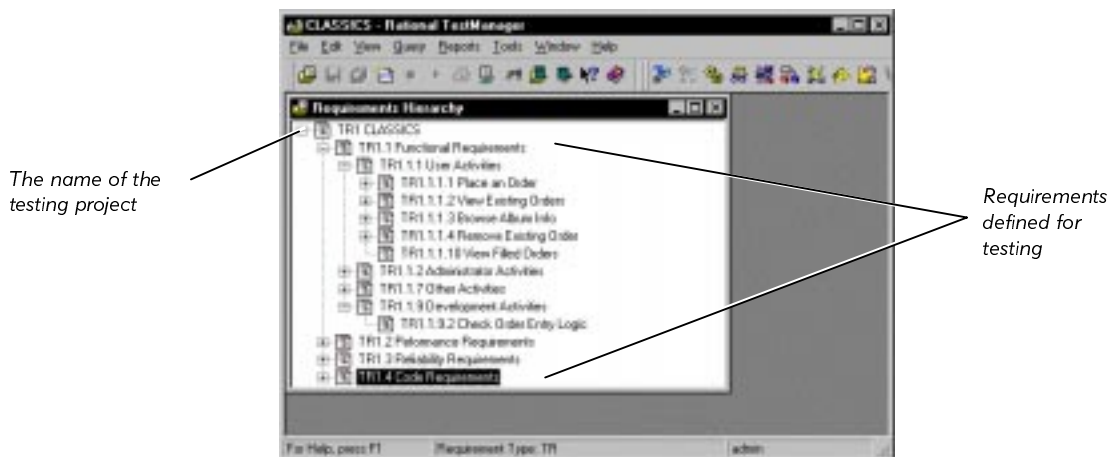 CLASSICS - Rational TestManager
File Edit View Query Reports Tools Window Help
Requirements Hierarchy
TR1 CLASSICS
TR1.1 Functional Requirements
TR1.1.1 User Activities
TR1.1.1.1 Place an Order
TR1.1.1.2 View Existing Orders
TR1.1.1.3 Browse Album Info
TR1.1.1.4 Remove Existing Order
TR1.1.1.10 View Filled Orders
TR1.1.2 Administrator Activities
TR1.1.7 Other Activities
TR1.1.9 Development Activities
TR1.1.9.2 Check Order Entry Logic
TR1.2 Peformance Requirements
TR1.3 Reliability Requirements
TR1.4 Code Requirements
For Help, press F1
Requirement Type: TR
admin
The name of the
testing project
Requirements
defined for
testing